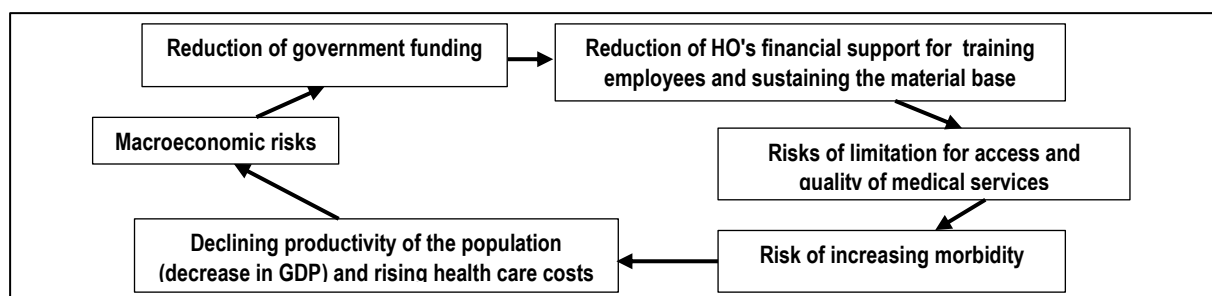 Reduction of government funding
Reduction of HO's financial support for training
employees and sustaining the material base
Macroeconomic risks
Risks of limitation for access and
quality of medical services
Declining productivity of the population
(decrease in GDP) and rising health care costs
Risk of increasing morbidity